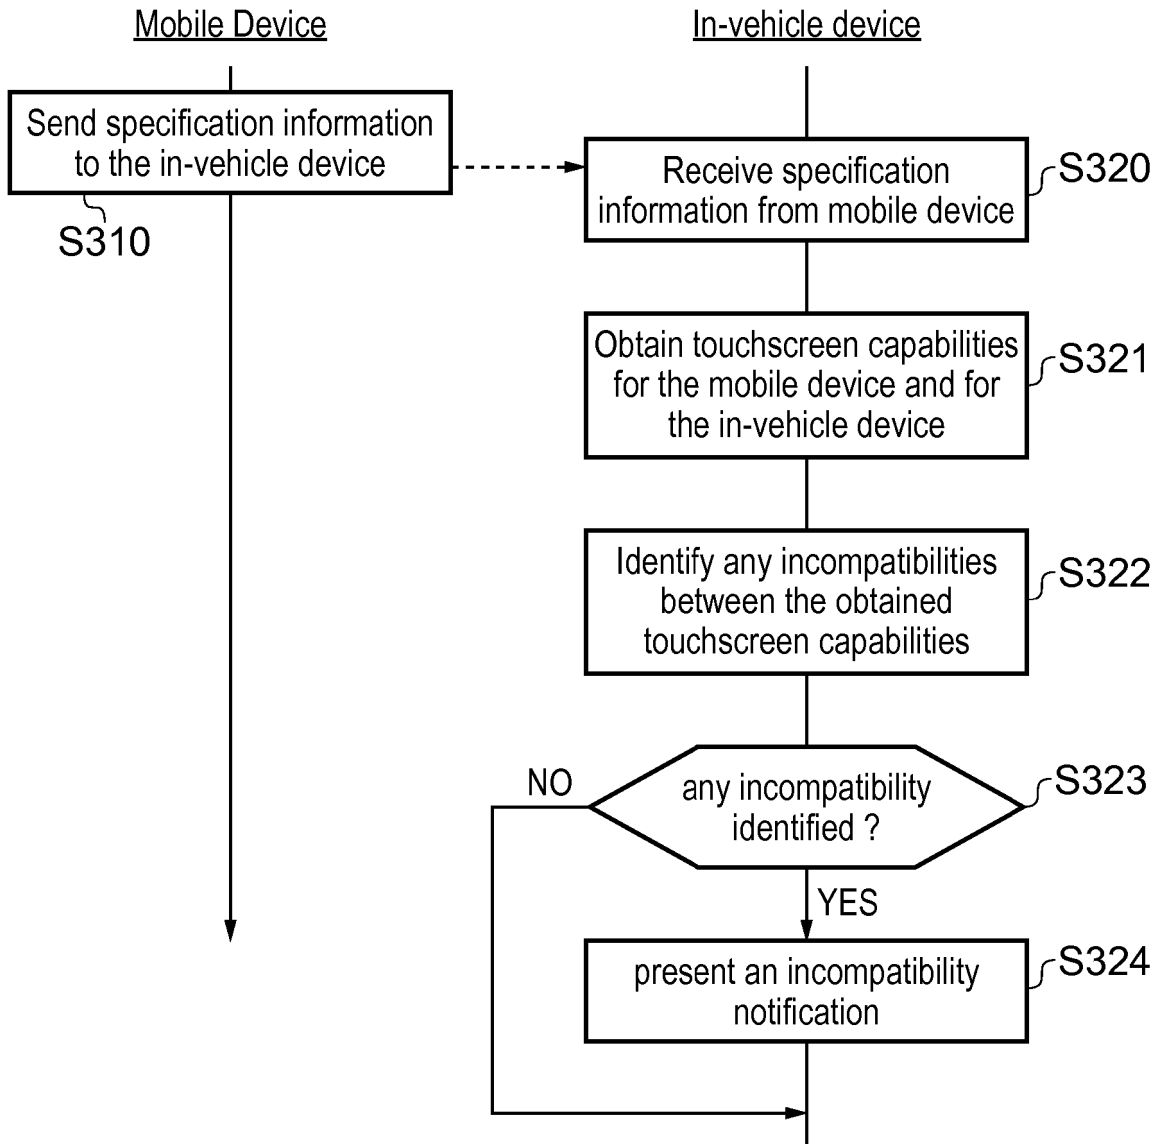 Mobile Device
In-vehicle device
Send specification information
to the in-vehicle device
S310
Receive specification
information from mobile device
S320
Obtain touchscreen capabilities
for the mobile device and for
the in-vehicle device
S321
Identify any incompatibilities
between the obtained
touchscreen capabilities
S322
any incompatibility
identified ?
S323
NO
YES
present an incompatibility
notification
S324